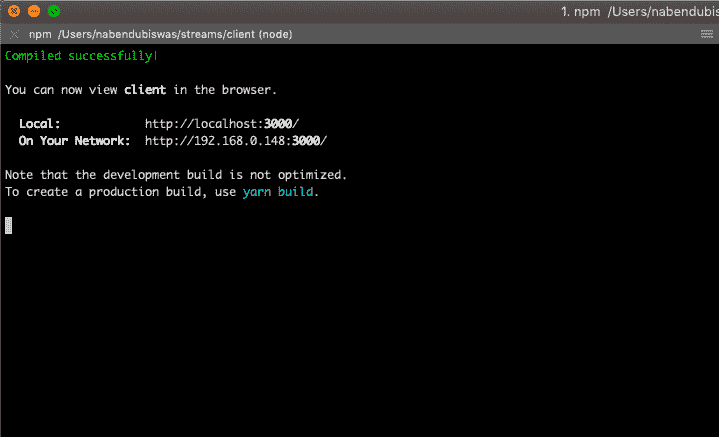 1. npm /Users/nabendubis
npm /Users/nabendubiswas/streams/client (node)
Compiled successfully!
You can now view client in the browser.
Local: http://localhost:3000/
On Your Network: http://192.168.0.148:3000/
Note that the development build is not optimized.
To create a production build, use yarn build.